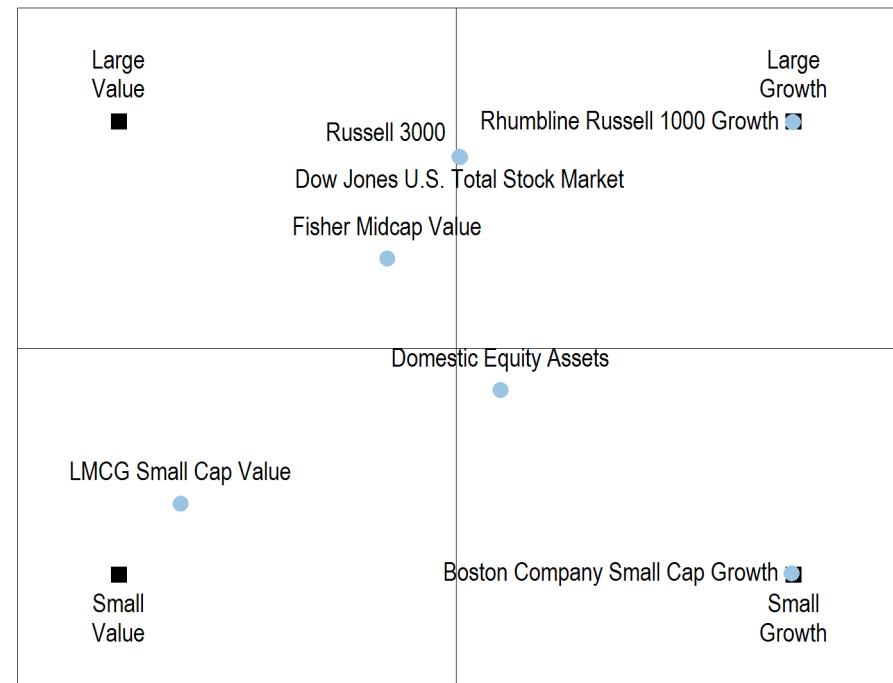 Large
Value
Large
Growth
Rhumbline Russell 1000 Growth
Russell 3000
Dow Jones U.S. Total Stock Market
Fisher Midcap Value
Domestic Equity Assets
LMCG Small Cap Value
Boston Company Small Cap Growth
Small
Value
Small
Growth